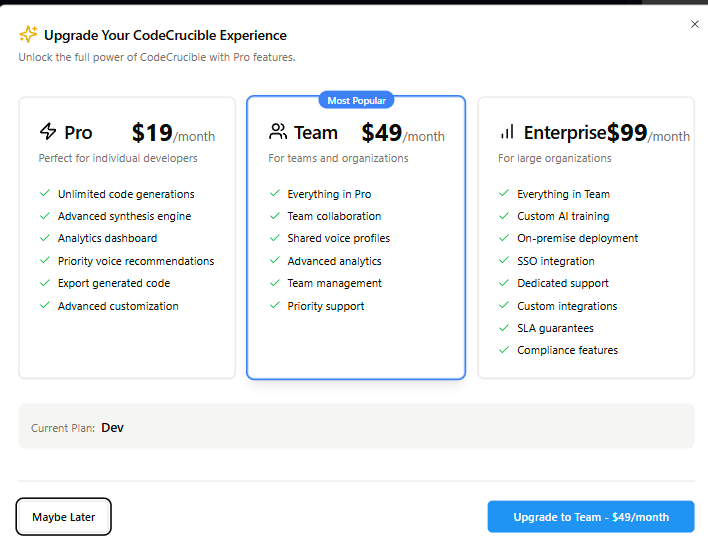 Upgrade Your CodeCrucible Experience
Unlock the full power of CodeCrucible with Pro features.
Pro $19/month
Perfect for individual developers
Unlimited code generations
Advanced synthesis engine
Analytics dashboard
Priority voice recommendations
Export generated code
Advanced customization
Most Popular
Team $49/month
For teams and organizations
Everything in Pro
Team collaboration
Shared voice profiles
Advanced analytics
Team management
Priority support
Enterprise$99/month
For large organizations
Everything in Team
Custom AI training
On-premise deployment
SSO integration
Dedicated support
Custom integrations
SLA guarantees
Compliance features
Current Plan: Dev
Maybe Later
Upgrade to Team - $49/month